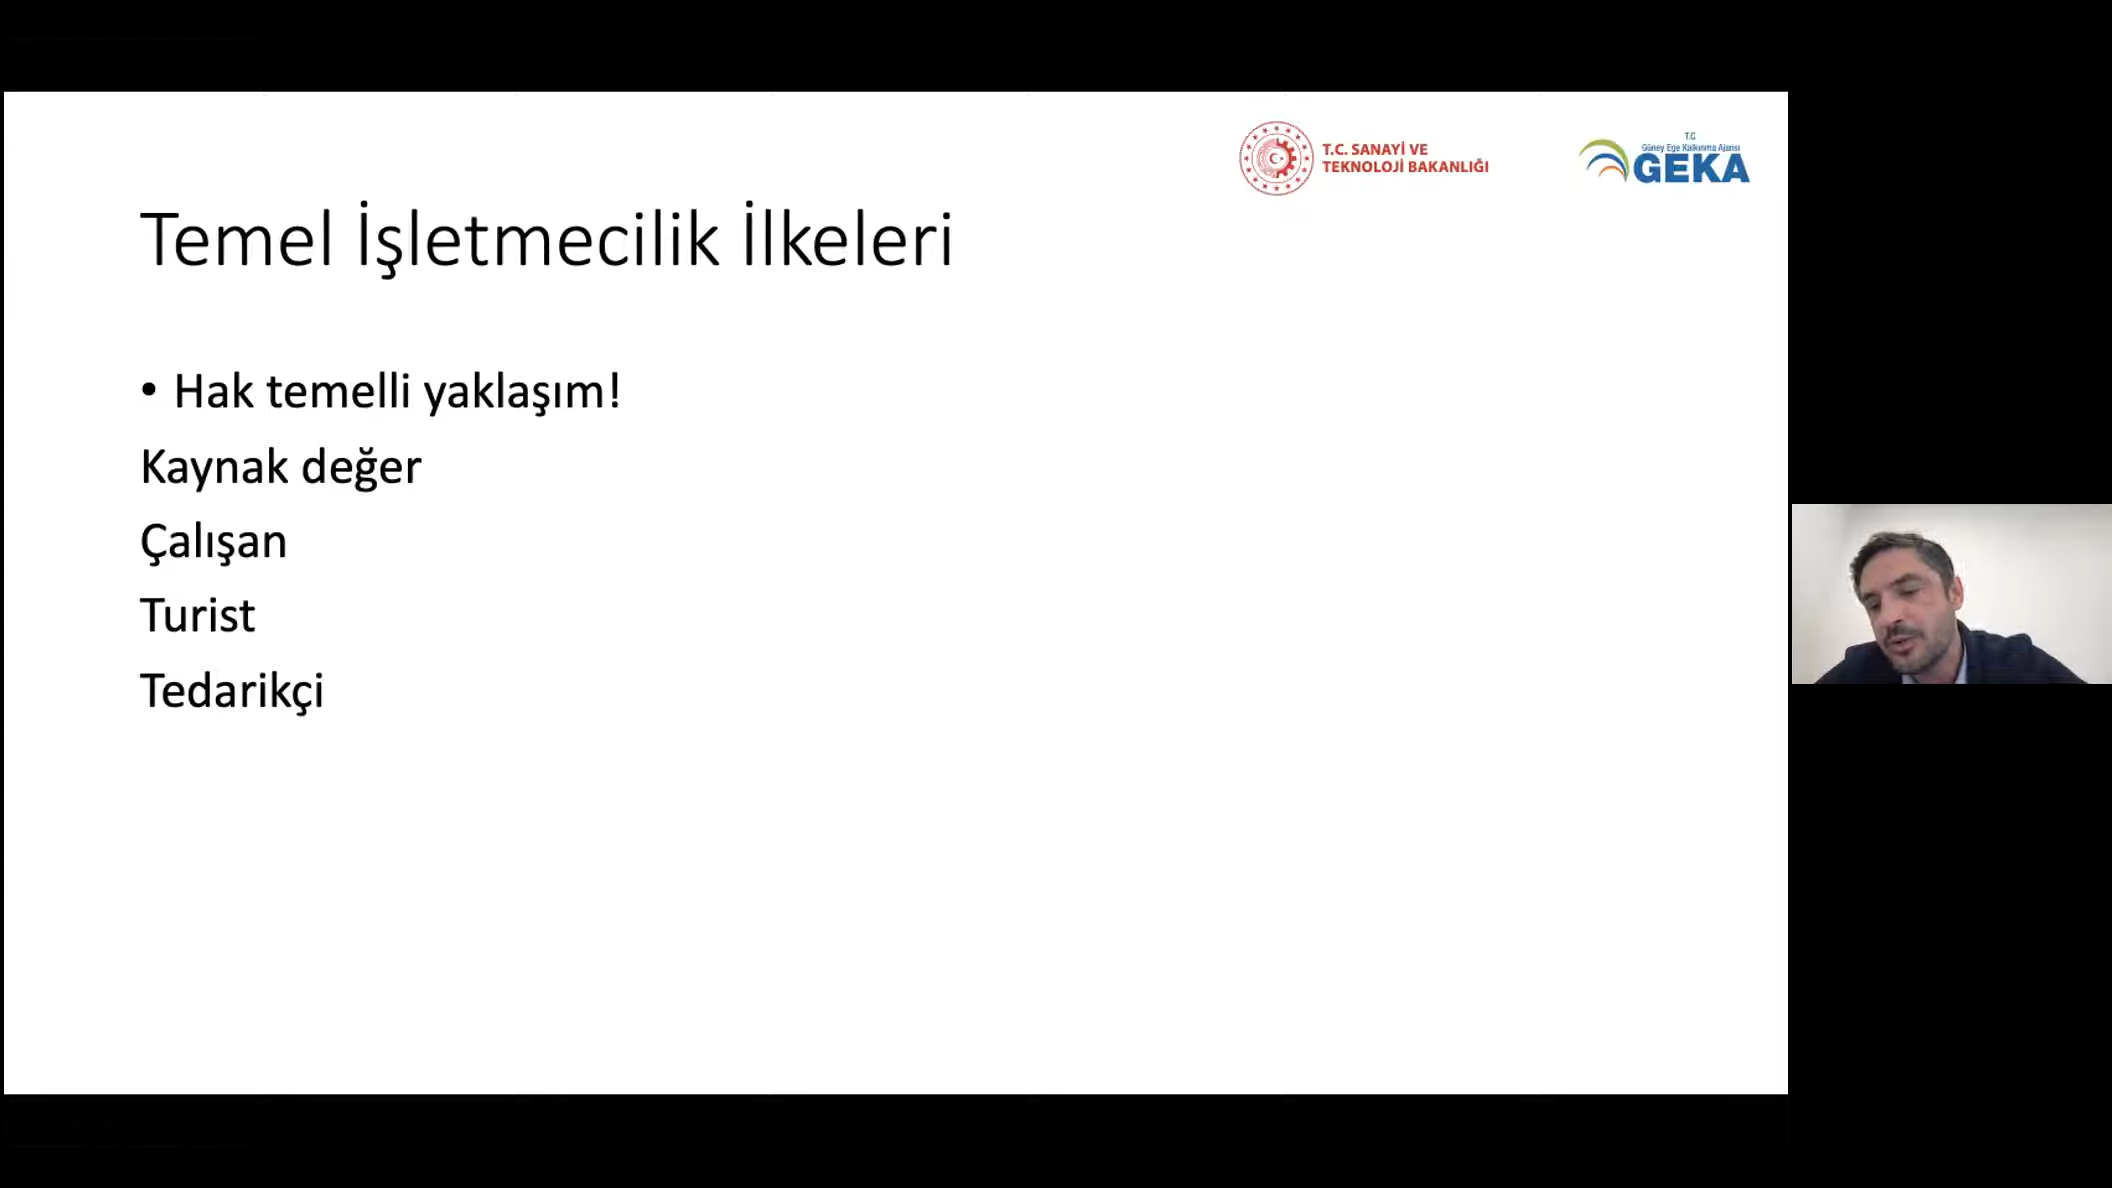 T.C. SANAYİ VE
TEKNOLOJİ BAKANLIĞI
T.C
Güney Ege Kalkınma Ajansı
GEKA
Temel İşletmecilik İlkeleri
• Hak temelli yaklaşım!
Kaynak değer
Çalışan
Turist
Tedarikçi